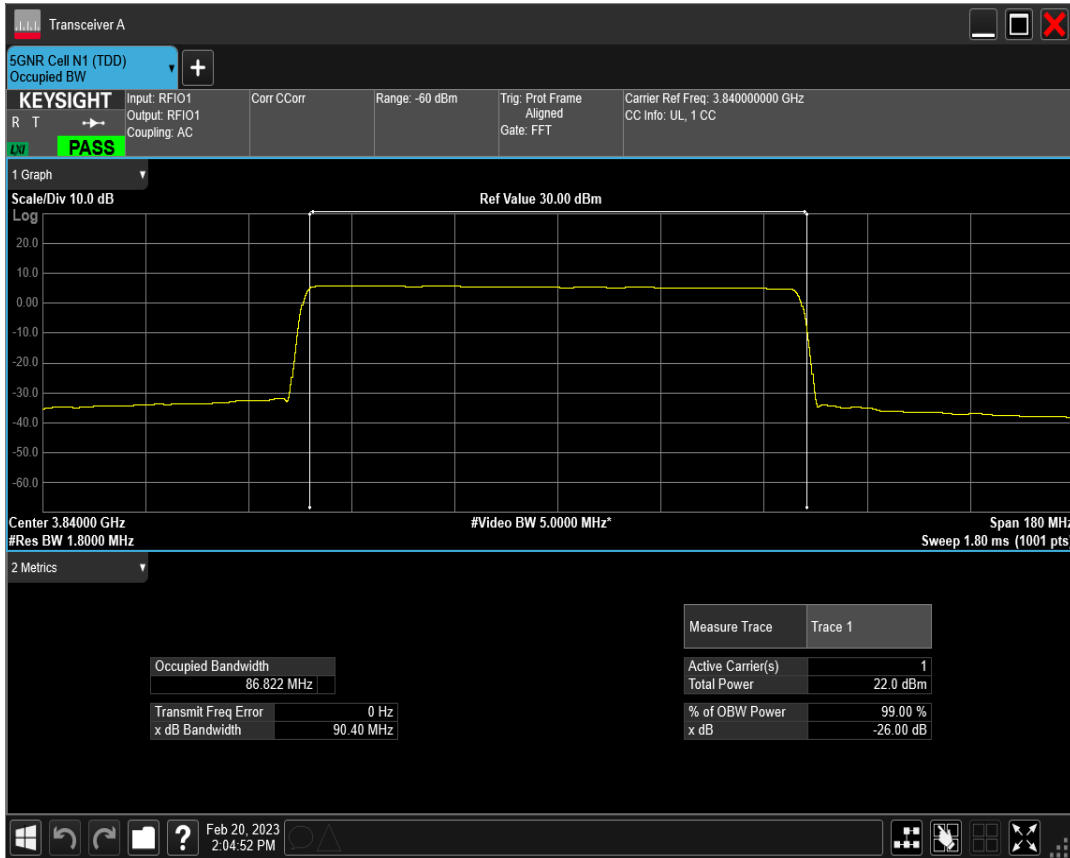 Transceiver A
5GNR Cell N1 (TDD)
Occupied BW
+
KEYSIGHT
R T
LXI
PASS
Input: RFIO1
Output: RFIO1
Coupling: AC
Corr CCorr
Range: -60 dBm
Trig: Prot Frame
Aligned
Gate: FFT
Carrier Ref Freq: 3.840000000 GHz
CC Info: UL, 1 CC
1 Graph
Scale/Div 10.0 dB
Ref Value 30.00 dBm
Log
20.0
10.0
0.00
-10.0
-20.0
-30.0
-40.0
-50.0
-60.0
Center 3.84000 GHz
#Video BW 5.0000 MHz*
Span 180 MHz
#Res BW 1.8000 MHz
Sweep 1.80 ms (1001 pts)
2 Metrics
Measure Trace Trace 1
Occupied Bandwidth
86.822 MHz
Active Carrier(s) 1
Total Power 22.0 dBm
Transmit Freq Error 0 Hz
x dB Bandwidth 90.40 MHz
% of OBW Power 99.00 %
x dB -26.00 dB
?
Feb 20, 2023
2:04:52 PM